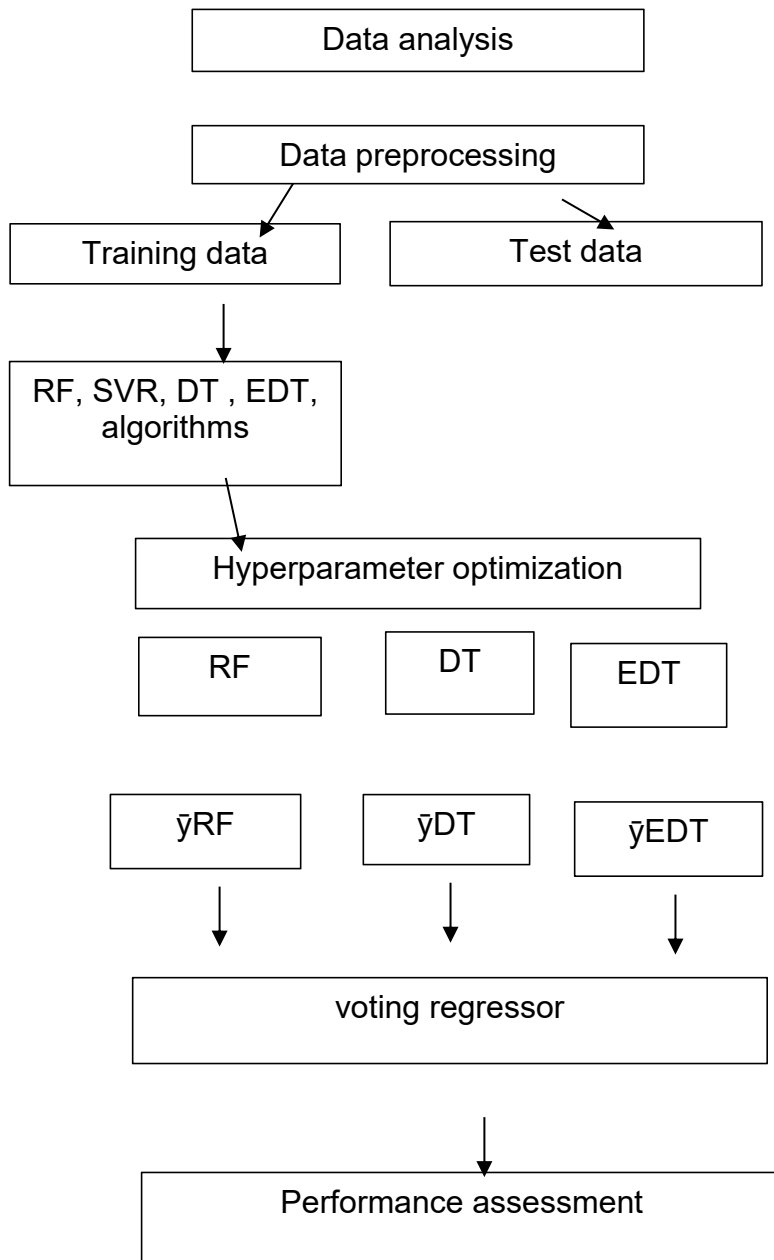 Data analysis
Data preprocessing
Training data
Test data
RF, SVR, DT , EDT,
algorithms
Hyperparameter optimization
RF
DT
EDT
ȳRF
ȳDT
ȳEDT
voting regressor
Performance assessment